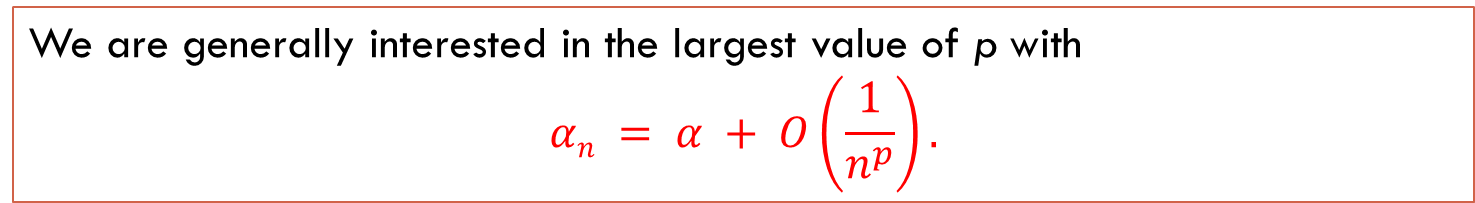 We are generally interested in the largest value of p with
αₙ = α + O(1/nᵖ).